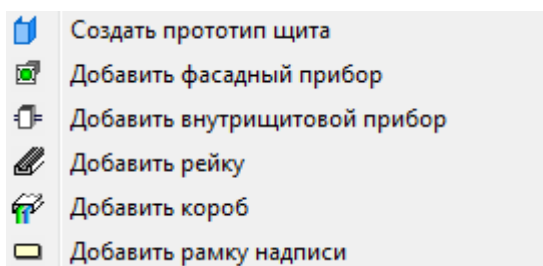 Создать прототип щита
Добавить фасадный прибор
Добавить внутрищитовой прибор
Добавить рейку
Добавить короб
Добавить рамку надписи